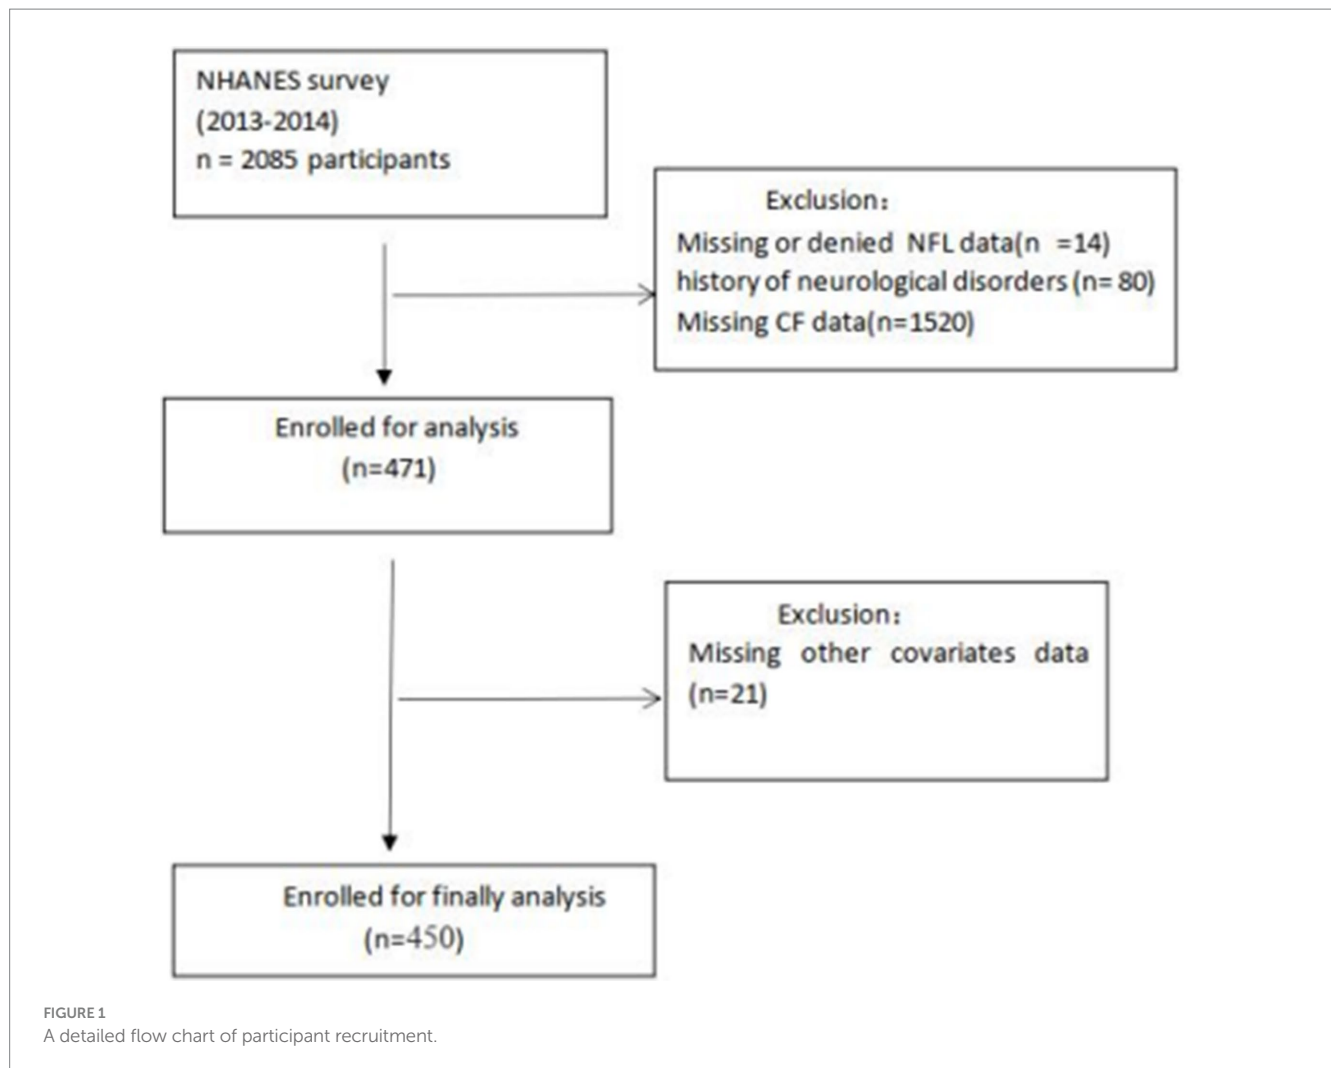 NHANES survey
(2013-2014)
n = 2085 participants
Exclusion：
Missing or denied NFL data(n =14)
history of neurological disorders (n= 80)
Missing CF data(n=1520)
Enrolled for analysis
(n=471)
Exclusion：
Missing other covariates data
(n=21)
Enrolled for finally analysis
(n=450)
FIGURE 1
A detailed flow chart of participant recruitment.